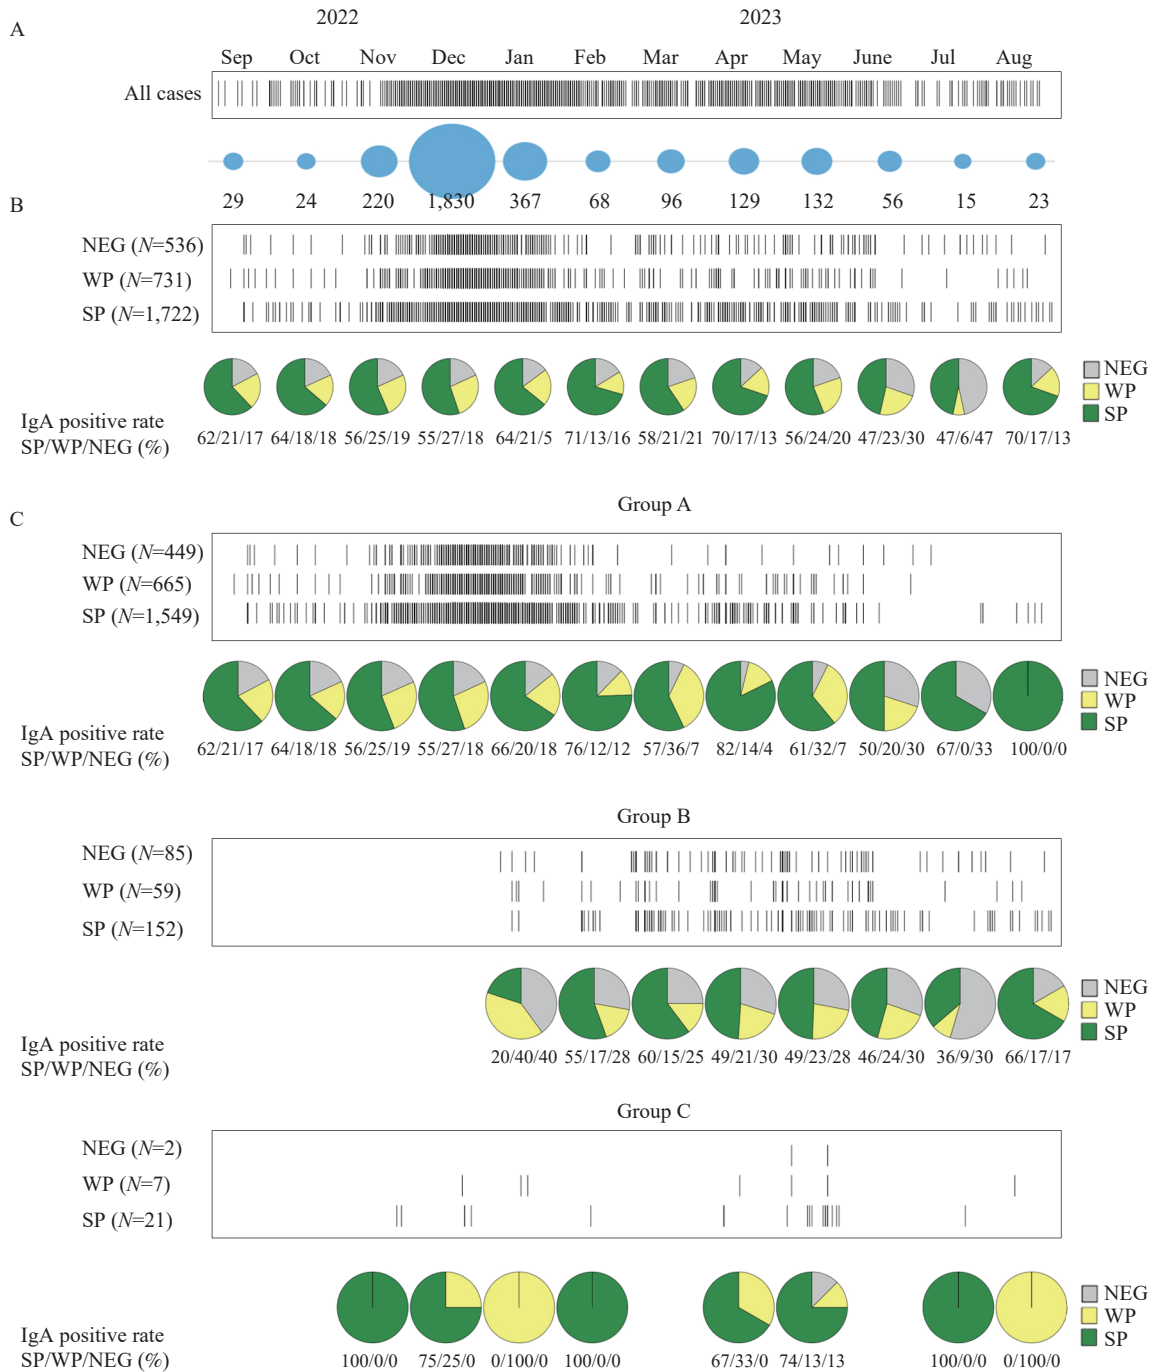 2022 2023
A
Sep Oct Nov Dec Jan Feb Mar Apr May June Jul Aug
All cases
29 24 220 1,830 367 68 96 129 132 56 15 23
B
NEG (N=536)
WP (N=731)
SP (N=1,722)
NEG
WP
SP
IgA positive rate
SP/WP/NEG (%)
62/21/17 64/18/18 56/25/19 55/27/18 64/21/5 71/13/16 58/21/21 70/17/13 56/24/20 47/23/30 47/6/47 70/17/13
Group A
C
NEG (N=449)
WP (N=665)
SP (N=1,549)
NEG
WP
SP
IgA positive rate
SP/WP/NEG (%)
62/21/17 64/18/18 56/25/19 55/27/18 66/20/18 76/12/12 57/36/7 82/14/4 61/32/7 50/20/30 67/0/33 100/0/0
Group B
NEG (N=85)
WP (N=59)
SP (N=152)
NEG
WP
SP
IgA positive rate
SP/WP/NEG (%)
20/40/40 55/17/28 60/15/25 49/21/30 49/23/28 46/24/30 36/9/30 66/17/17
Group C
NEG (N=2)
WP (N=7)
SP (N=21)
NEG
WP
SP
IgA positive rate
SP/WP/NEG (%)
100/0/0 75/25/0 0/100/0 100/0/0 67/33/0 74/13/13 100/0/0 0/100/0